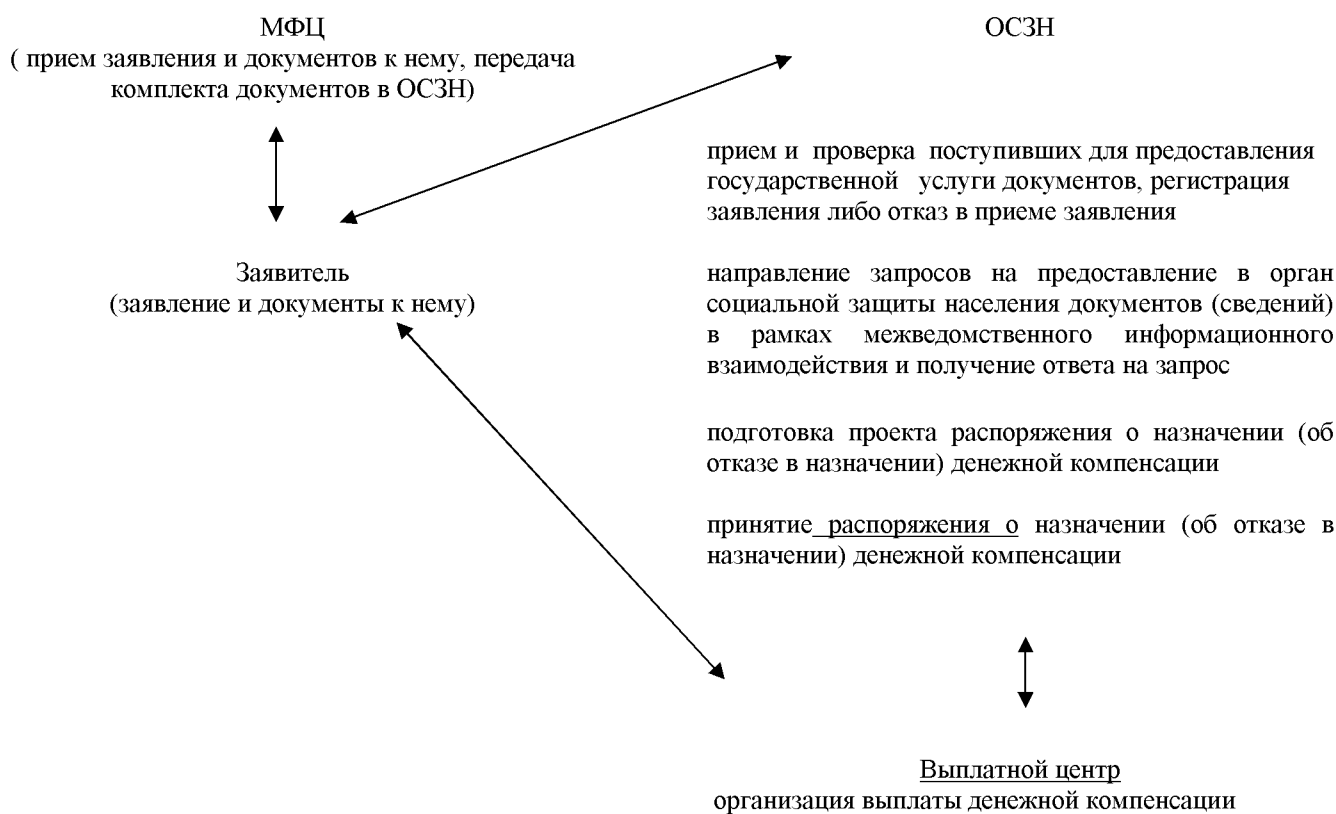 МФЦ
( прием заявления и документов к нему, передача
комплекта документов в ОСЗН)
Заявитель
(заявление и документы к нему)
ОСЗН
прием и проверка поступивших для предоставления
государственной услуги документов, регистрация
заявления либо отказ в приеме заявления
направление запросов на предоставление в орган
социальной защиты населения документов (сведений)
в рамках межведомственного информационного
взаимодействия и получение ответа на запрос
подготовка проекта распоряжения о назначении (об
отказе в назначении) денежной компенсации
принятие распоряжения о назначении (об отказе в
назначении) денежной компенсации
Выплатной центр
организация выплаты денежной компенсации